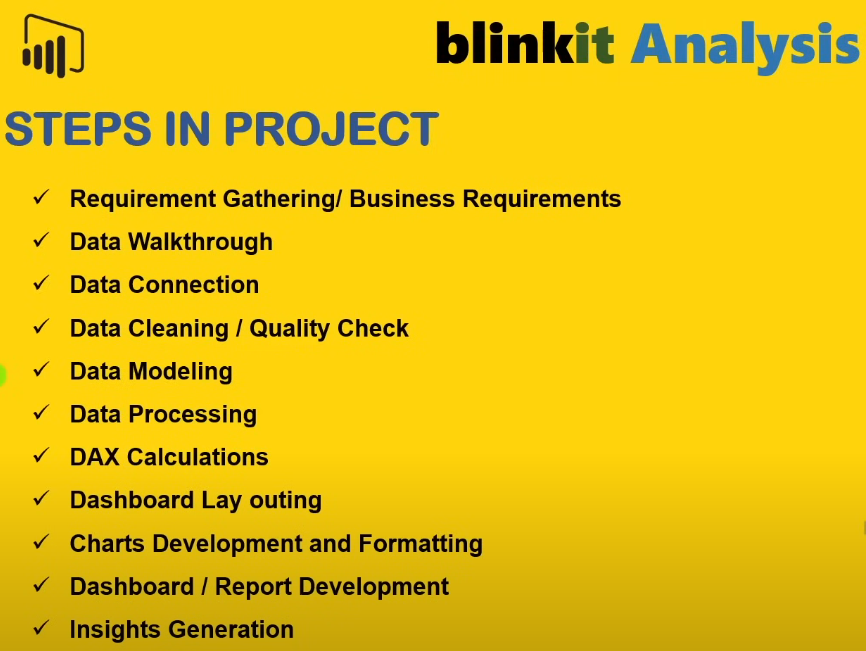 blinkit Analysis
STEPS IN PROJECT
Requirement Gathering/ Business Requirements
Data Walkthrough
Data Connection
Data Cleaning / Quality Check
Data Modeling
Data Processing
DAX Calculations
Dashboard Lay outing
Charts Development and Formatting
Dashboard / Report Development
Insights Generation